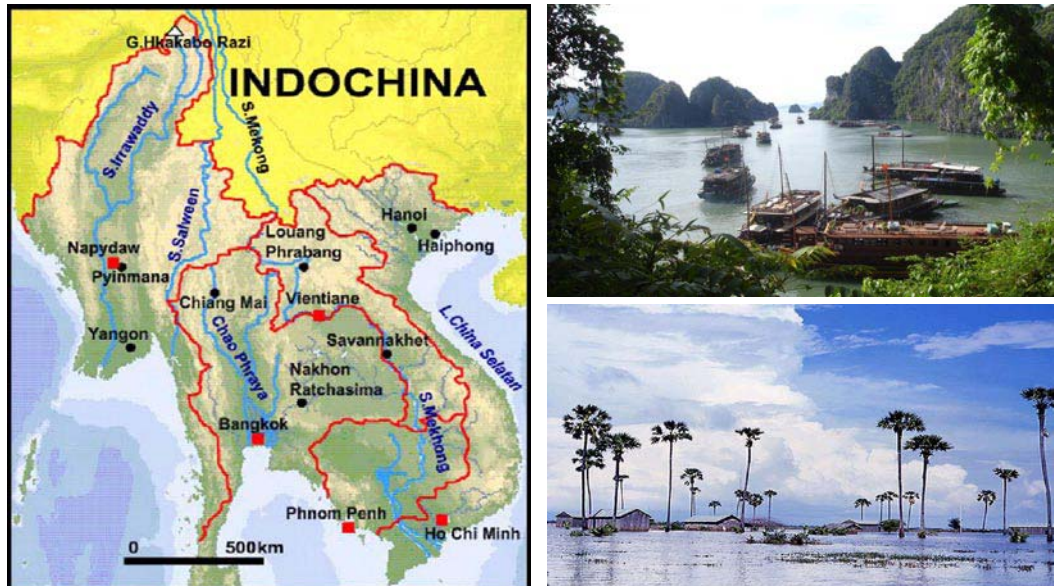 G.Hkakabo Razi
INDOCHINA
S.Mekong
S.Irrawaddy
S.Salween
Hanoi
Haiphong
Louang
Phrabang
Napydaw
Pyinmana
Chiang Mai
Vientiane
L.China Selatan
Yangon
Chao Phraya
Savannakhet
Nakhon
Ratchasima
Bangkok
S.Mekhong
Phnom Penh
Ho Chi Minh
0 500km